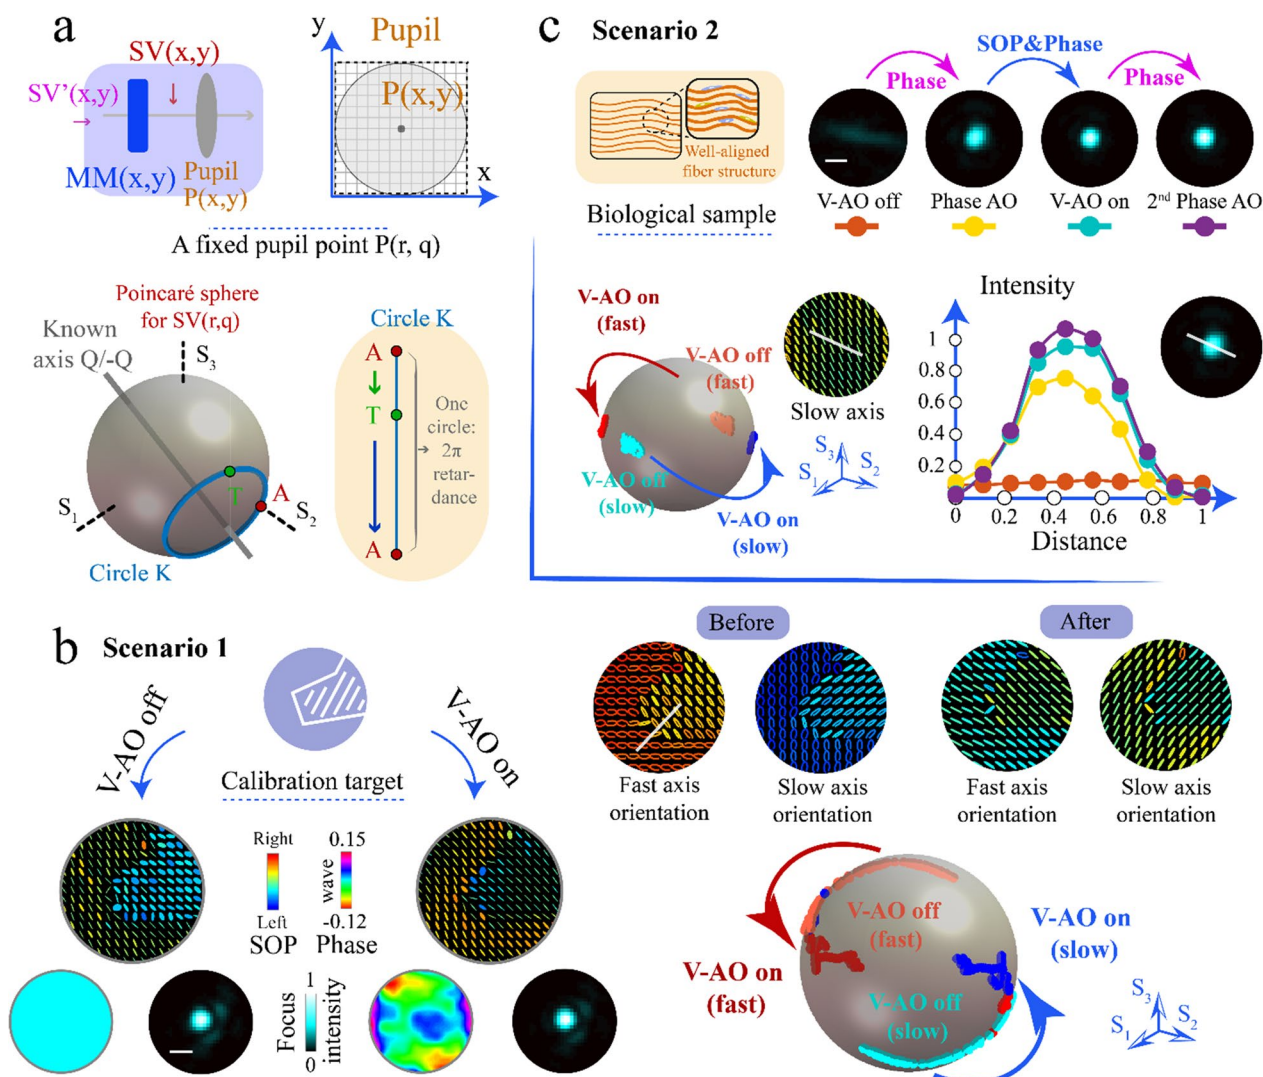 a
SV(x,y)
SV'(x,y)
MM(x,y)
Pupil
P(x,y)
y
Pupil
P(x,y)
x
A fixed pupil point P(r, q)
Poincaré sphere
for SV(r,q)
Known
axis Q/-Q
S3
S1
S2
T
A
Circle K
Circle K
A
T
A
One
circle:
2π
retar-
dance
c Scenario 2
Well-aligned
fiber structure
Biological sample
Phase
SOP&Phase
Phase
V-AO off
Phase AO
V-AO on
2nd Phase AO
V-AO on
(fast)
V-AO off
(fast)
V-AO off
(slow)
V-AO on
(slow)
Slow axis
S3
S1
S2
Intensity
1
0.8
0.6
0.4
0.2
0
0.2
0.4
0.6
0.8
1
Distance
b Scenario 1
V-AO off
V-AO on
Calibration target
Right
Left
SOP
0.15
wave
-0.12
Phase
1
0
Focus
intensity
Before
After
Fast axis
orientation
Slow axis
orientation
Fast axis
orientation
Slow axis
orientation
V-AO off
(fast)
V-AO on
(fast)
V-AO on
(slow)
V-AO off
(slow)
S3
S1
S2